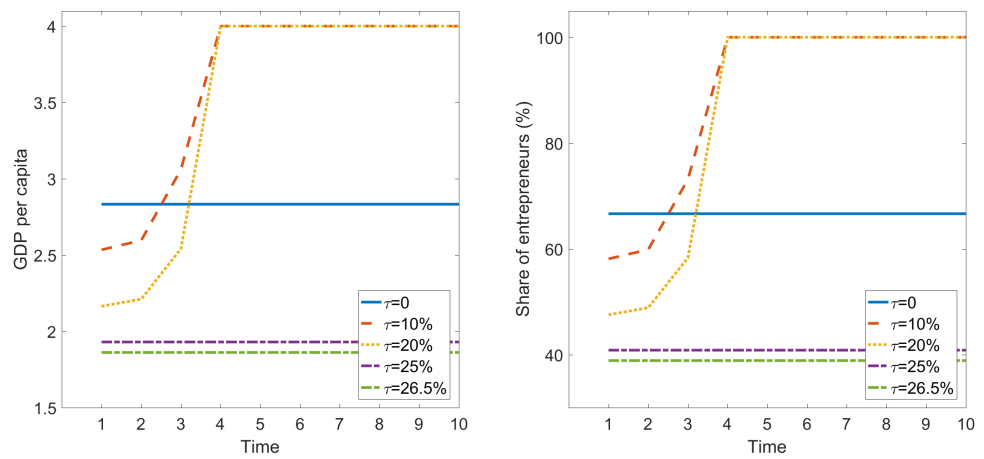 GDP per capita
4
3.5
3
2.5
2
1.5
1 2 3 4 5 6 7 8 9 10
Time
τ=0
τ=10%
τ=20%
τ=25%
τ=26.5%
Share of entrepreneurs (%)
100
80
60
40
1 2 3 4 5 6 7 8 9 10
Time
τ=0
τ=10%
τ=20%
τ=25%
τ=26.5%